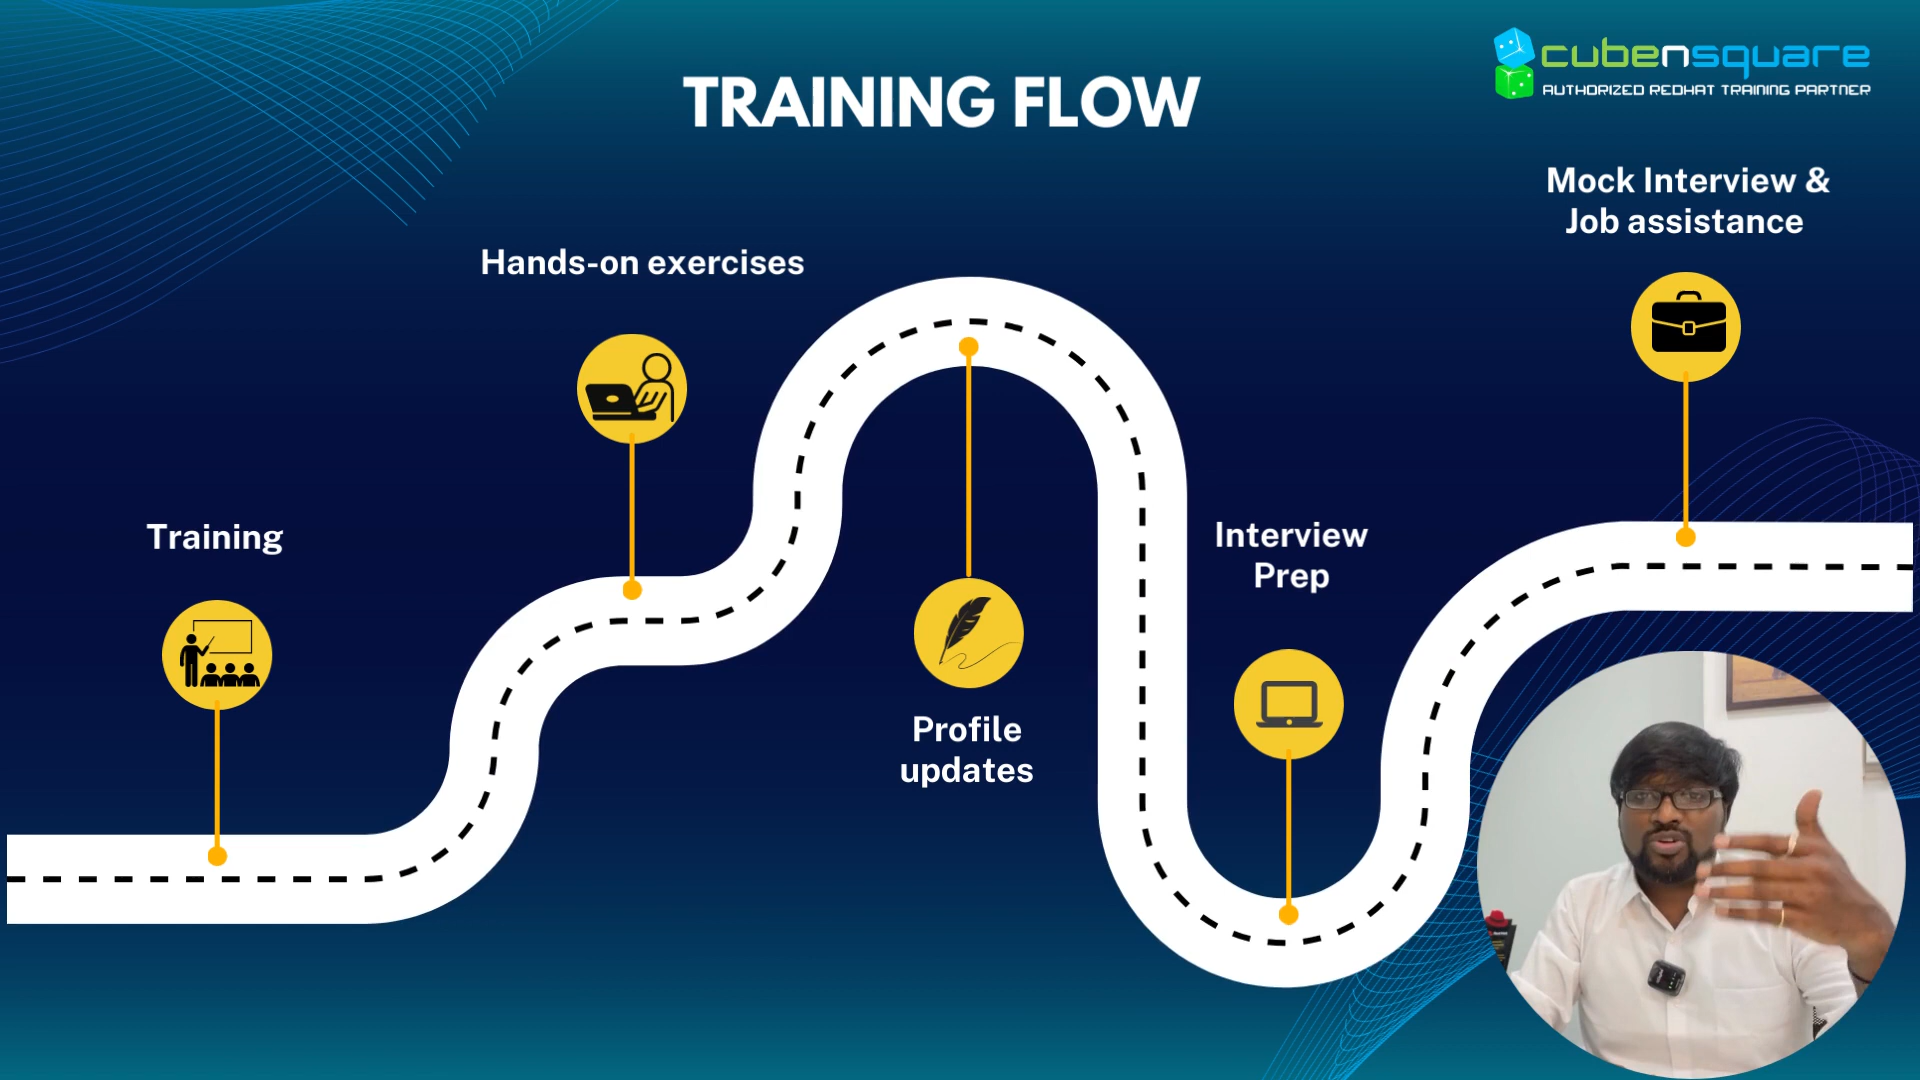 cubensquare
AUTHORIZED REDHAT TRAINING PARTNER
TRAINING FLOW
Mock Interview &
Job assistance
Hands-on exercises
Training
Interview
Prep
Profile
updates